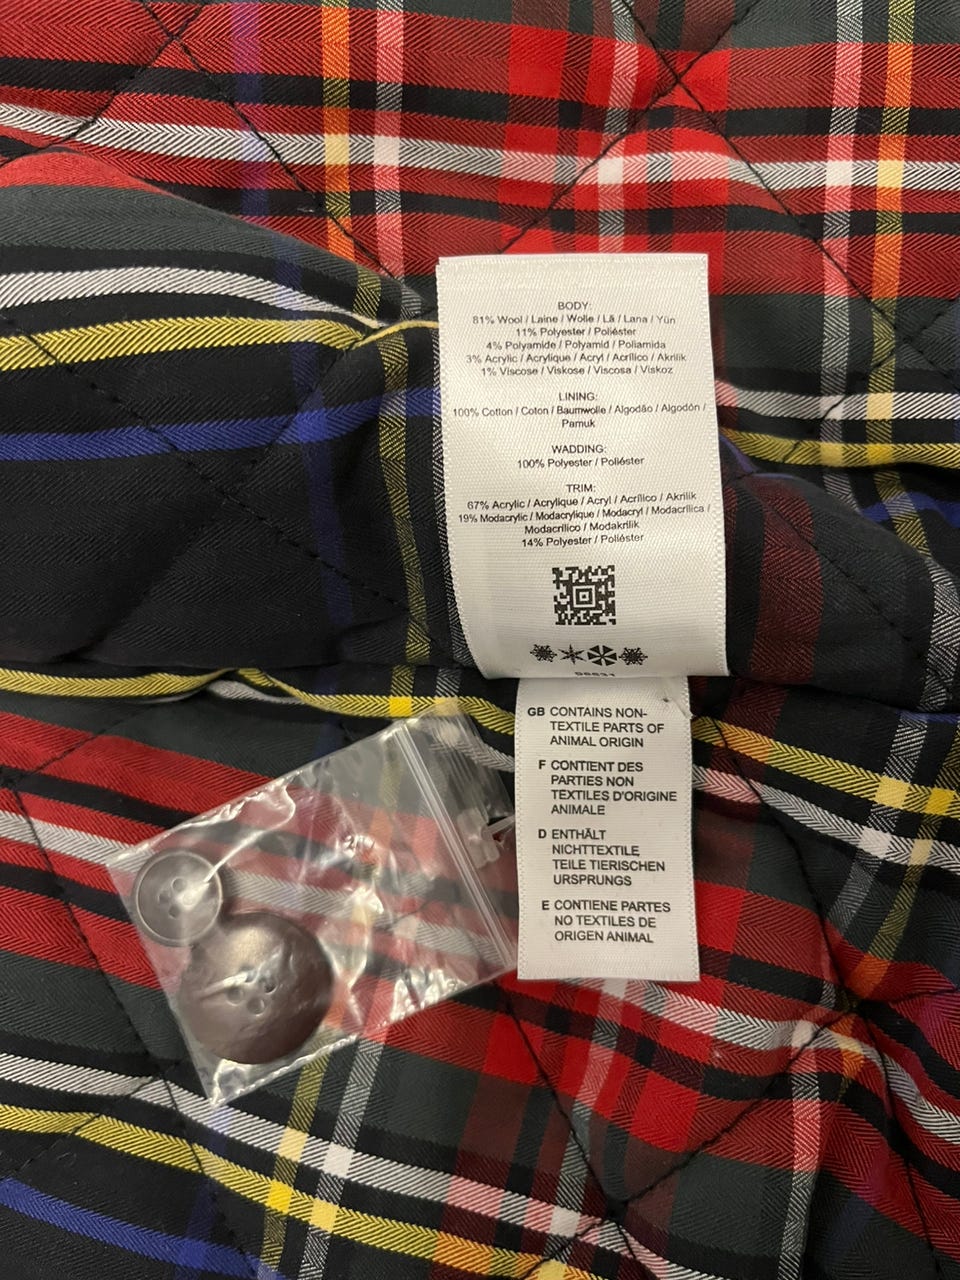 BODY:
81% Wool / Laine / Wolle / Lã / Lana / Yün
11% Polyester / Poliéster
4% Polyamide / Polyamid / Poliamida
3% Acrylic / Acrylique / Acryl / Acrílico / Akrilik
1% Viscose / Viskose / Viscosa / Viskoz
LINING:
100% Cotton / Coton / Baumwolle / Algodão / Algodón /
Pamuk
WADDING:
100% Polyester / Poliéster
TRIM:
67% Acrylic / Acrylique / Acryl / Acrílico / Akrilik
19% Modacrylic / Modacrylique / Modacryl / Modacrílica /
Modacrílico / Modakrilik
14% Polyester / Poliéster
GB CONTAINS NON-
TEXTILE PARTS OF
ANIMAL ORIGIN
F CONTIENT DES
PARTIES NON
TEXTILES D'ORIGINE
ANIMALE
D ENTHÄLT
NICHTTEXTILE
TEILE TIERISCHEN
URSPRUNGS
E CONTIENE PARTES
NO TEXTILES DE
ORIGEN ANIMAL